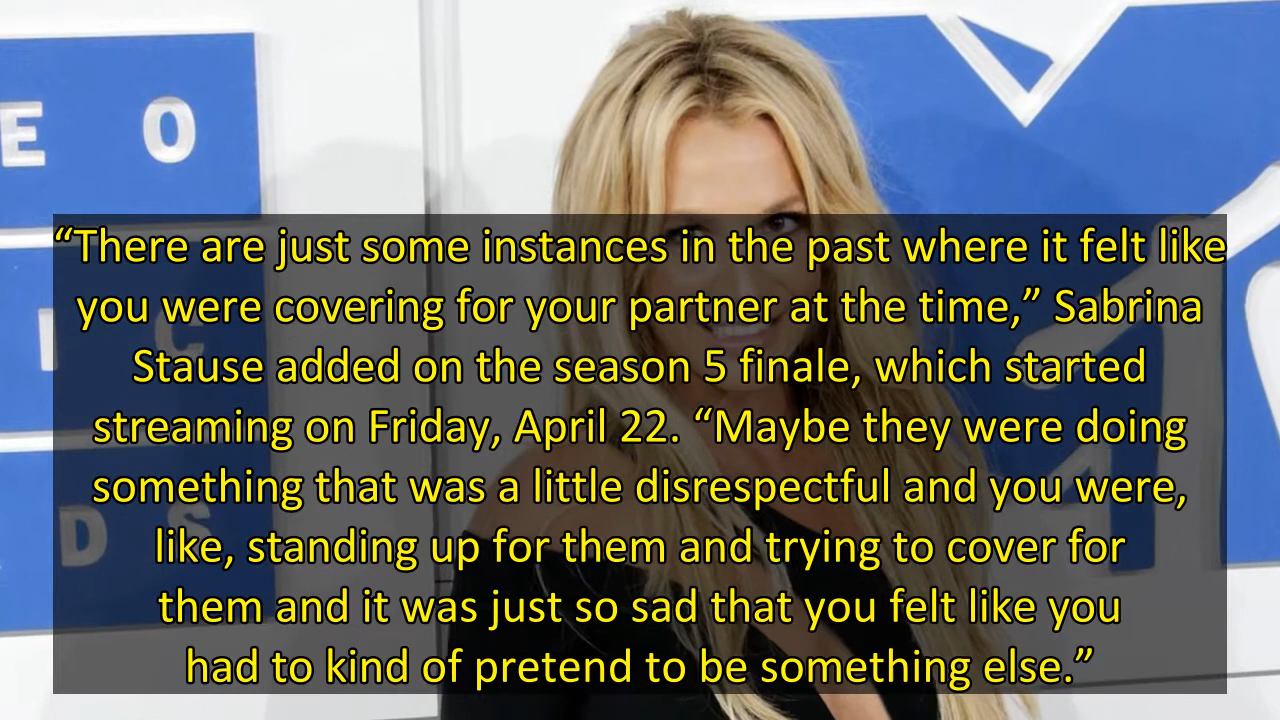 E O
I C
D S
“There are just some instances in the past where it felt like
you were covering for your partner at the time,” Sabrina
Stause added on the season 5 finale, which started
streaming on Friday, April 22. “Maybe they were doing
something that was a little disrespectful and you were,
like, standing up for them and trying to cover for
them and it was just so sad that you felt like you
had to kind of pretend to be something else.”